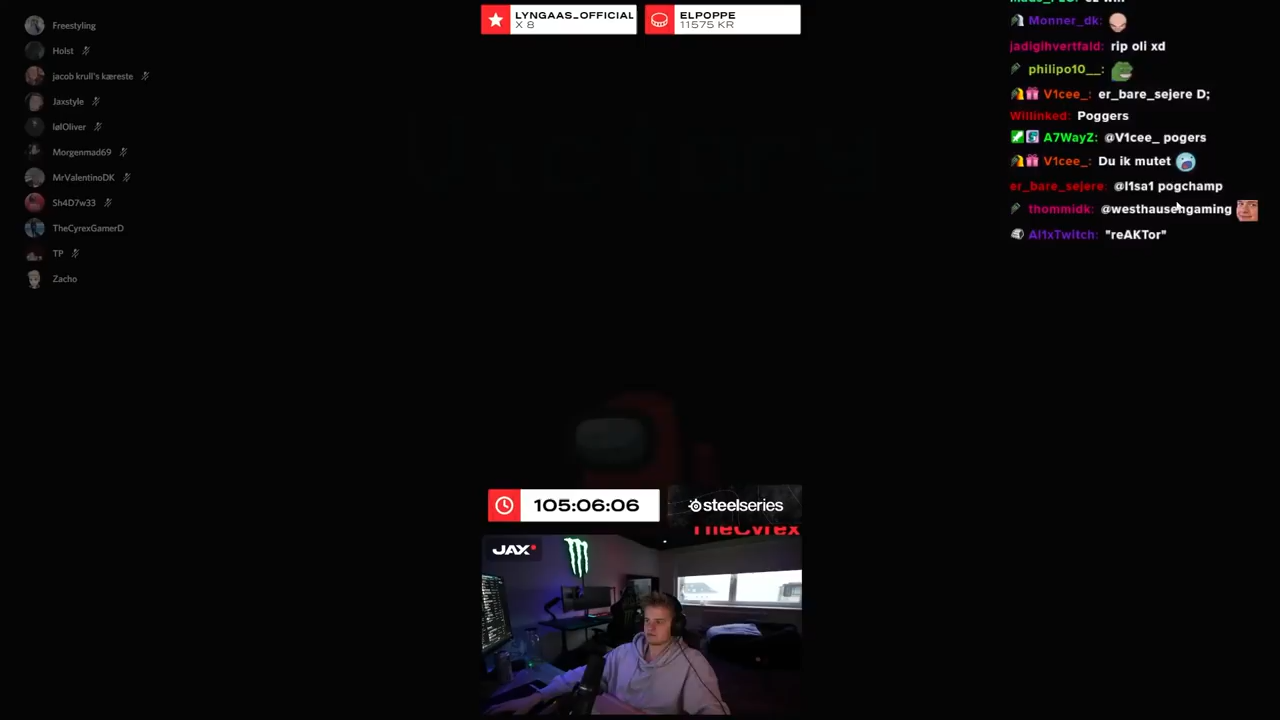 LYNGAAS_OFFICIAL
X 8
ELPOPPE
11575 KR
Freestyling
Holst
jacob krull's kæreste
Jaxstyle
lølOliver
Morgenmad69
MrValentinoDK
Sh4D7w33
TheCyrexGamerD
TP
Zacho
Monner_dk:
jadigihvertfald: rip oli xd
philipo10__:
V1cee_: er_bare_sejere D;
Willinked: Poggers
A7WayZ: @V1cee_ pogers
V1cee_: Du ik mutet
er_bare_sejere: @l1sa1 pogchamp
thommidk: @westhausengaming
Al1xTwitch: "reAKTor"
105:06:06
steelseries
TheCyrex
JAX